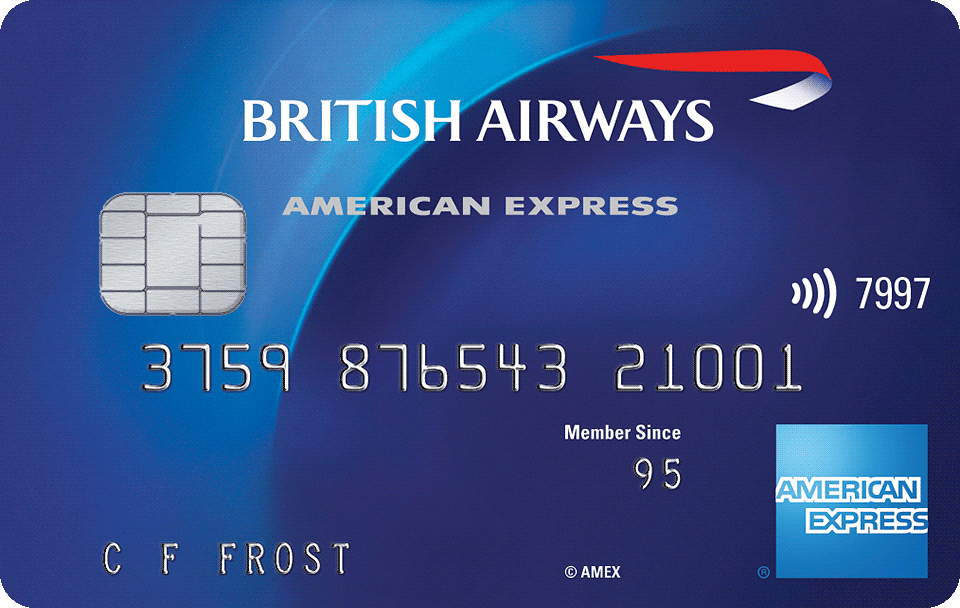 BRITISH AIRWAYS
AMERICAN EXPRESS
7997
3759 876543 21001
Member Since
95
AMERICAN
EXPRESS
C F FROST
© AMEX
®